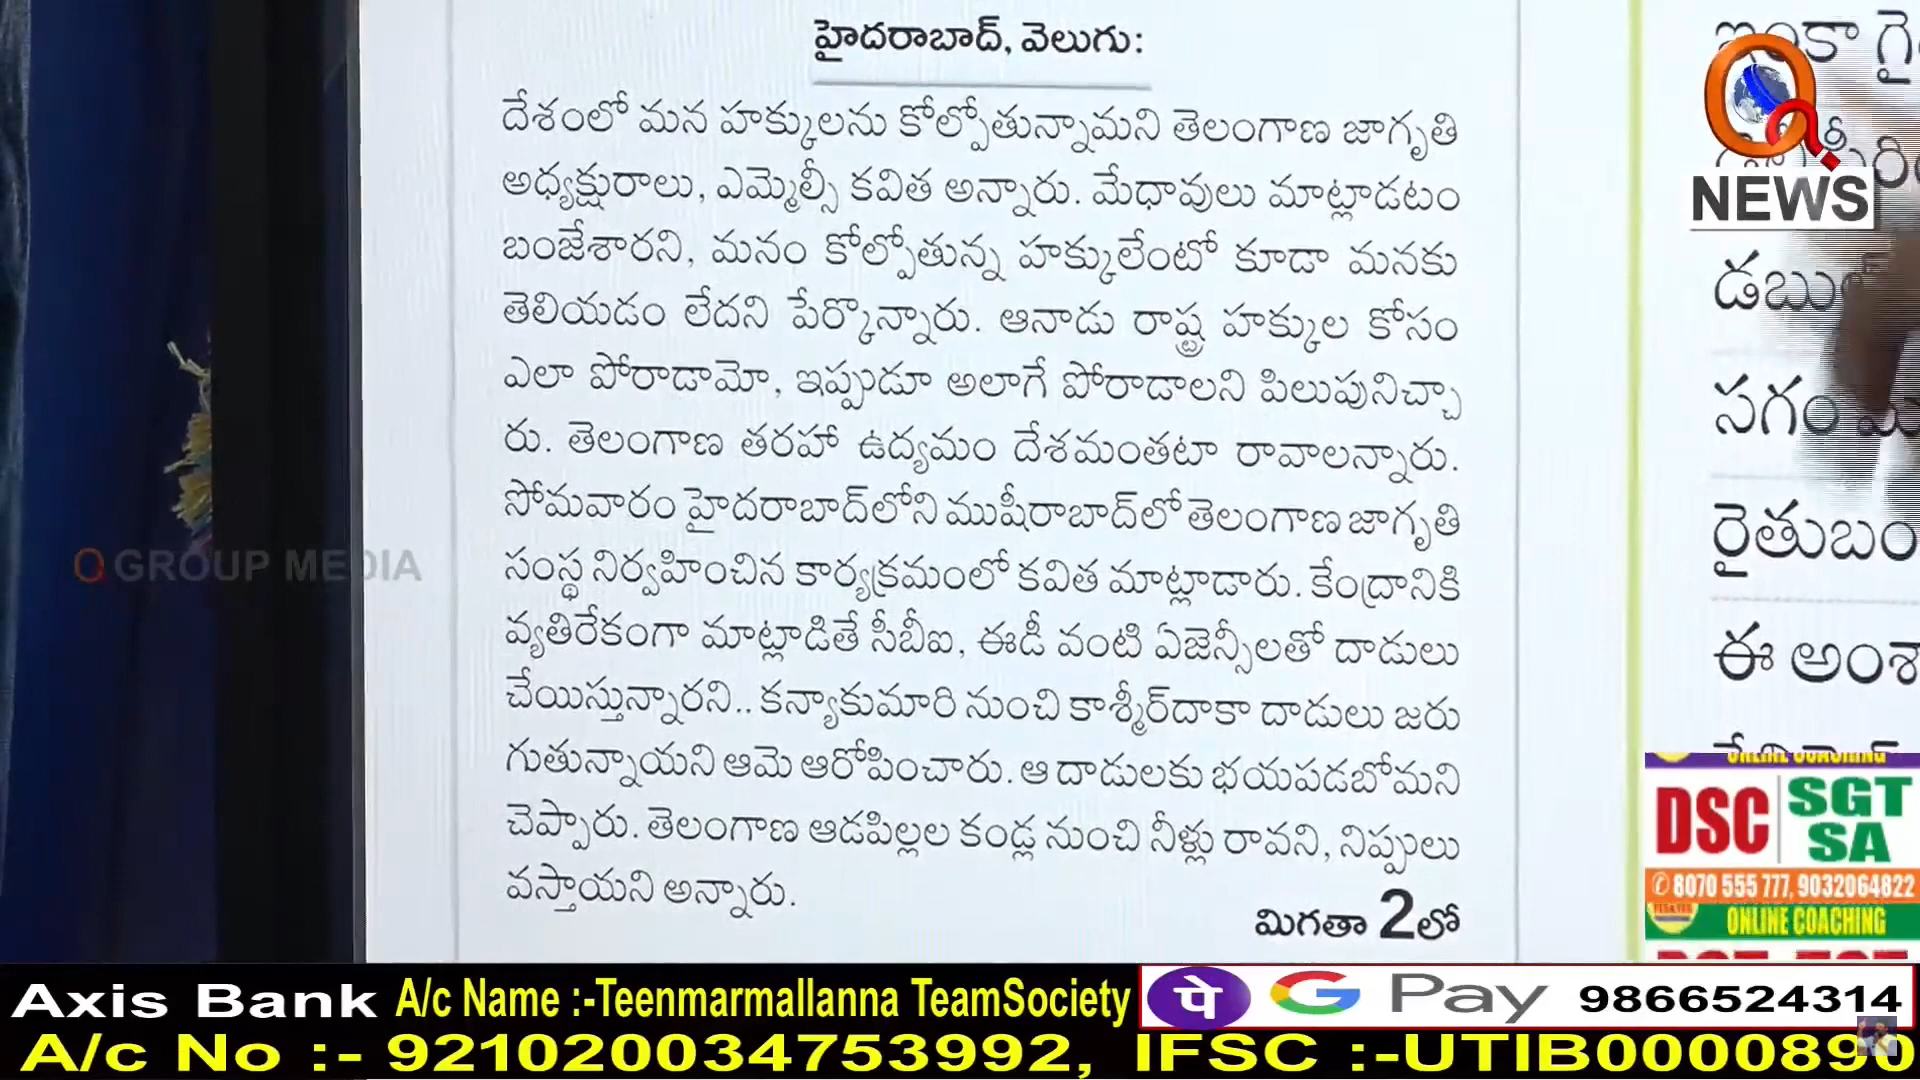 హైదరాబాద్, వెలుగు:
దేశంలో మన హక్కులను కోల్పోతున్నామని తెలంగాణ జాగృతి
అధ్యక్షురాలు, ఎమ్మెల్సీ కవిత అన్నారు. మేధావులు మాట్లాడటం
బంజేశారని, మనం కోల్పోతున్న హక్కులేంటో కూడా మనకు
తెలియడం లేదని పేర్కొన్నారు. ఆనాడు రాష్ట్ర హక్కుల కోసం
ఎలా పోరాడామో, ఇప్పుడూ అలాగే పోరాడాలని పిలుపునిచ్చా
రు. తెలంగాణ తరహా ఉద్యమం దేశమంతటా రావాలన్నారు.
సోమవారం హైదరాబాద్‌లోని ముషీరాబాద్‌లో తెలంగాణ జాగృతి
సంస్థ నిర్వహించిన కార్యక్రమంలో కవిత మాట్లాడారు. కేంద్రానికి
వ్యతిరేకంగా మాట్లాడితే సీబీఐ, ఈడీ వంటి ఏజెన్సీలతో దాడులు
చేయిస్తున్నారని.. కన్యాకుమారి నుంచి కాశ్మీర్‌దాకా దాడులు జరు
గుతున్నాయని ఆమె ఆరోపించారు. ఆ దాడులకు భయపడబోమని
చెప్పారు. తెలంగాణ ఆడపిల్లల కండ్ల నుంచి నీళ్లు రావని, నిప్పులు
వస్తాయని అన్నారు.
మిగతా 2లో
ఇంకా
Q
NEWS
సగం
ఈ
Q GROUP MEDIA
ONLINE COACHING
DSC SGT
SA
8070 555 777, 9032064822
ONLINE COACHING
Axis Bank A/c Name :-Teenmarmallanna TeamSociety पे G Pay 9866524314
A/c No :- 921020034753992, IFSC :-UTIB0000890